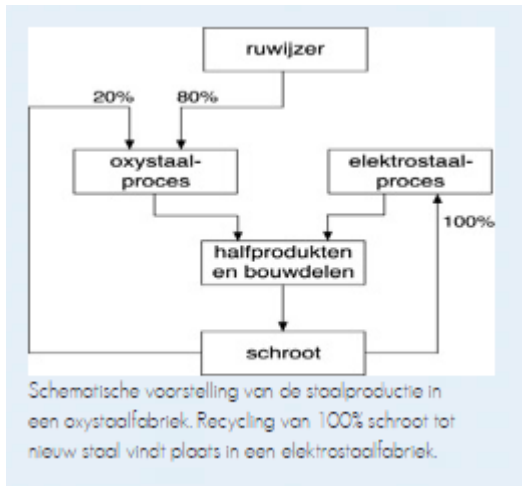 ruwijzer
20% 80%
oxystaal-
proces
elektrostaal-
proces
100%
halfprodukten
en bouwdelen
schroot
Schematische voorstelling van de staalproductie in
een oxystaalfabriek. Recycling van 100% schroot tot
nieuw staal vindt plaats in een elektrostaalfabriek.